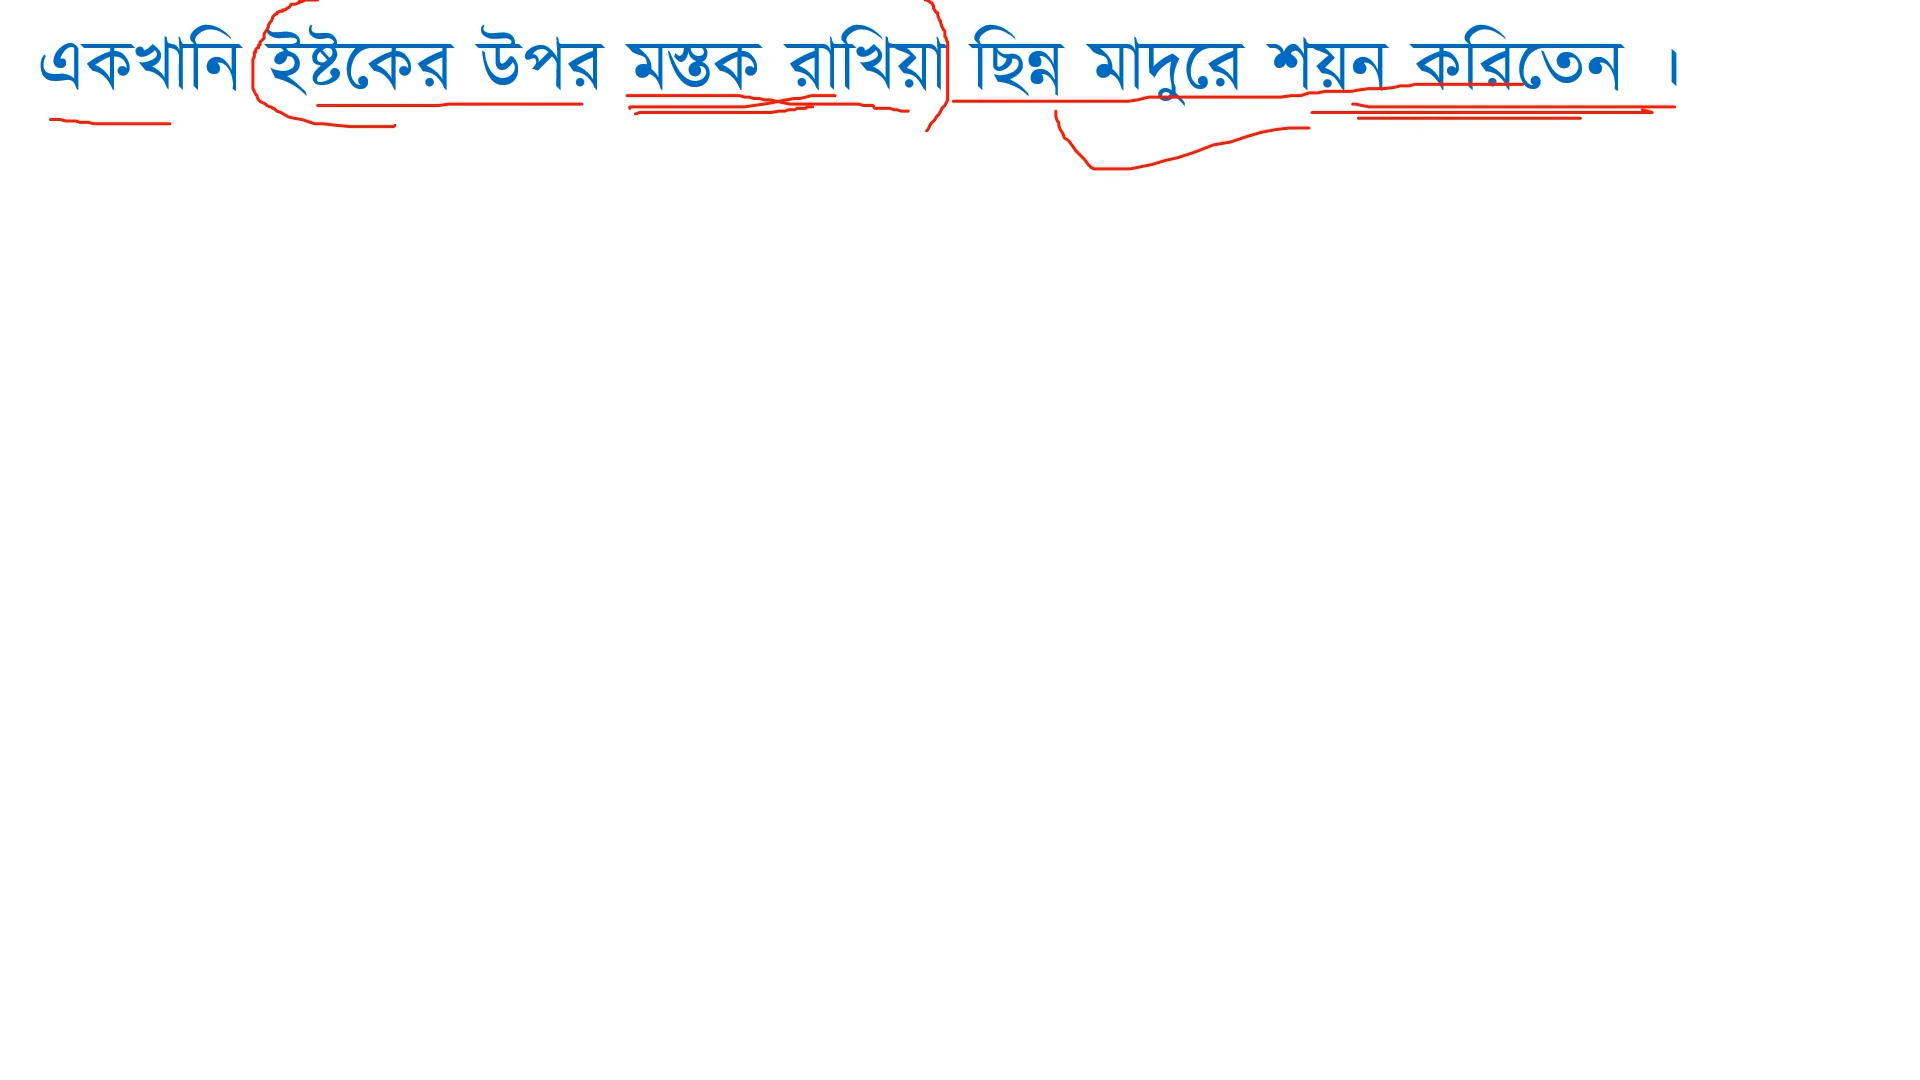 একখানি ইষ্টকের উপর মস্তক রাখিয়া ছিন্ন মাদুরে শয়ন করিতেন ।